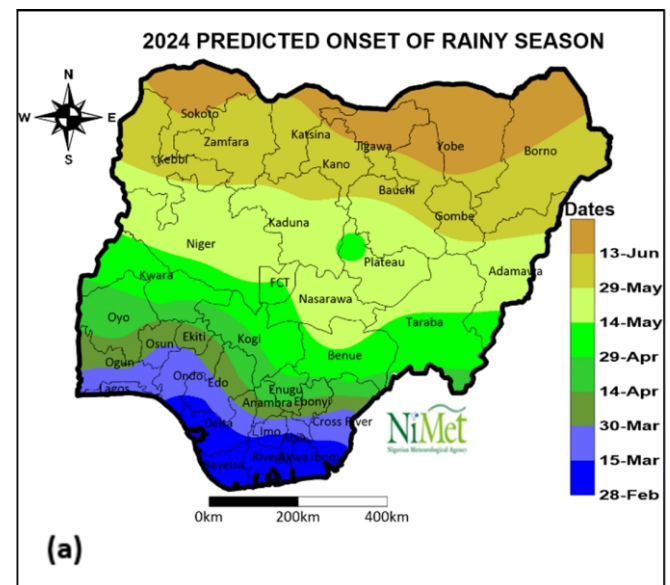 2024 PREDICTED ONSET OF RAINY SEASON
N
W
E
S
Sokoto
Zamfara
Katsina
Jigawa
Yobe
Borno
Kebbi
Kano
Bauchi
Gombe
Kaduna
Niger
Plateau
Adamawa
Kwara
FCT
Nasarawa
Taraba
Oyo
Kogi
Benue
Osun
Ekiti
Ogun
Ondo
Edo
Enugu
Anambra
Ebonyi
Lagos
Delta
Imo
Cross River
Dates
13-Jun
29-May
14-May
29-Apr
14-Apr
30-Mar
15-Mar
28-Feb
NiMet
Nigerian Meteorological Agency
0km
200km
400km
(a)